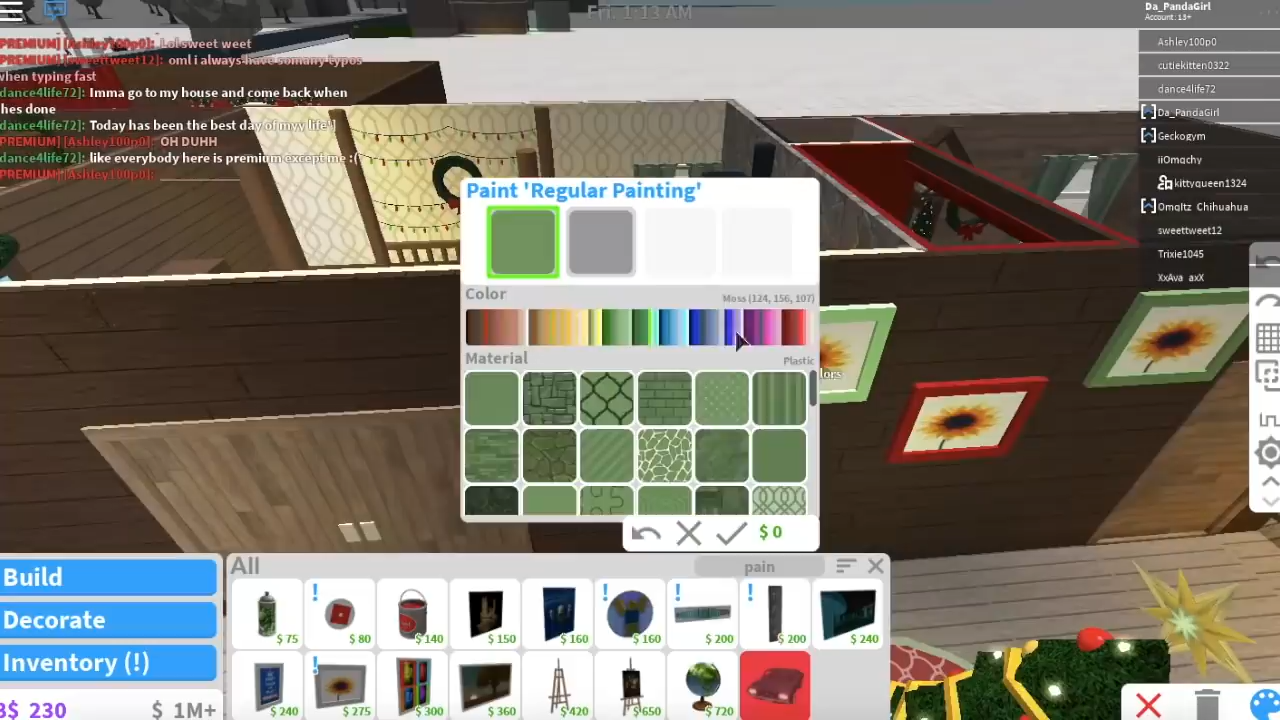 Fri. 1:13 AM
Da_PandaGirl
Account: 13+
PREMIUM] [Ashley100p0]: Lol sweet weet
PREMIUM] [sweettweet12]: oml i always have somany typos
when typing fast
dance4life72]: Imma go to my house and come back when
hes done
dance4life72]: Today has been the best day of mvy life']
PREMIUM] [Ashley100p0]: OH DUHH
dance4life72]: like everybody here is premium except me :(
PREMIUM] [Ashley100p0]:
Ashley100p0
cutiekitten0322
dance4life72
Da_PandaGirl
Geckogym
iiOmgchy
kittyqueen1324
OmgItz_Chihuahua
sweettweet12
Trixie1045
XxAva_axX
Paint 'Regular Painting'
Color
Moss (124, 156, 107)
Material
Plastic
lors
$ 0
All
pain
$ 75
$ 80
$ 140
$ 150
$ 160
$ 160
$ 200
$ 200
$ 240
$ 240
$ 275
$ 300
$ 360
$ 420
$ 650
$ 720
Build
Decorate
Inventory (!)
B$ 230
$ 1M+